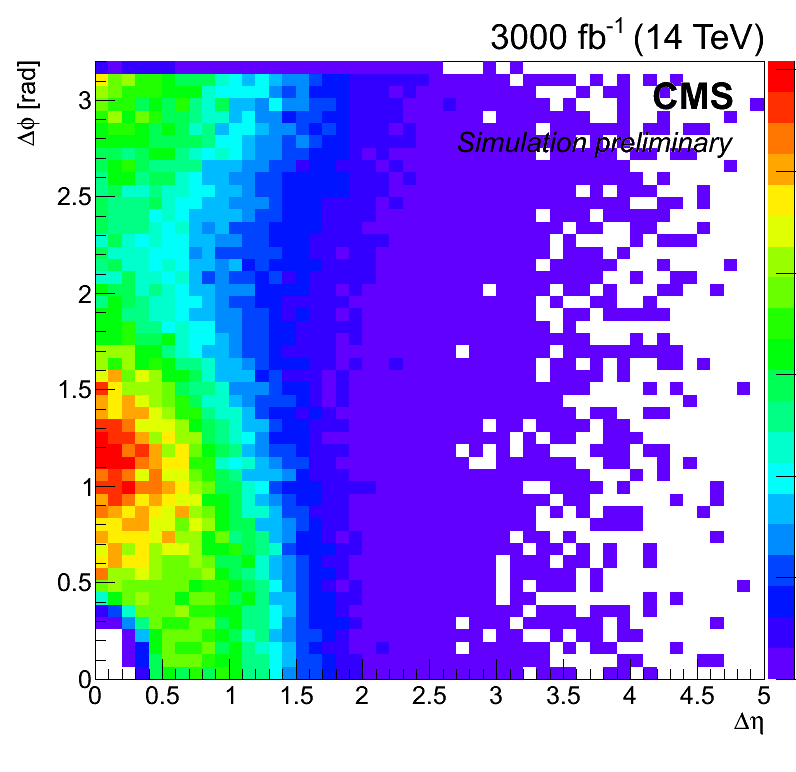 3000 fb-1 (14 TeV)
Δϕ [rad]
CMS
Simulation preliminary
3
2.5
2
1.5
1
0.5
0
0 0.5 1 1.5 2 2.5 3 3.5 4 4.5 5
Δη